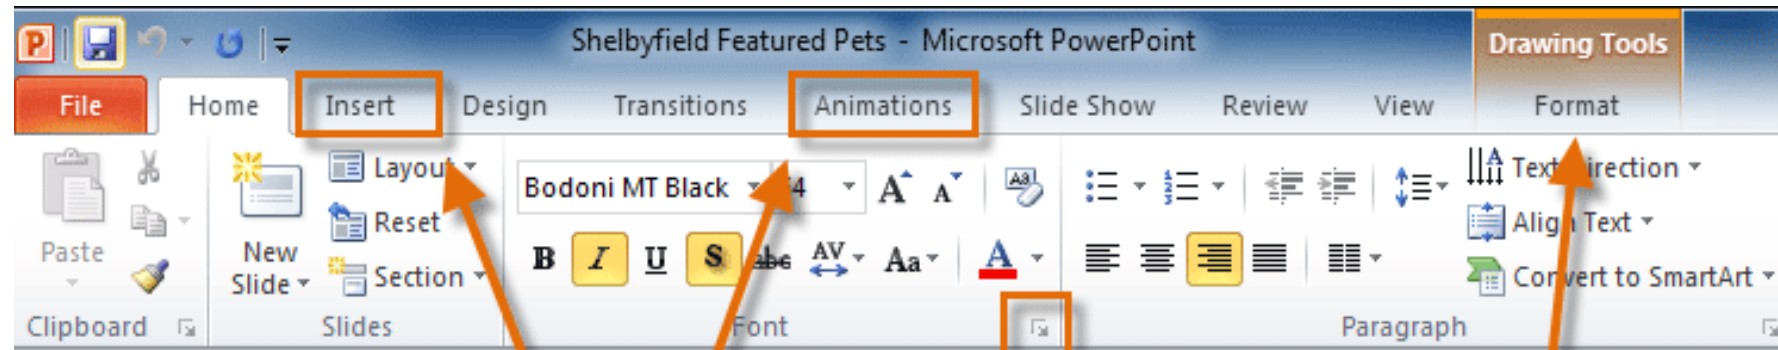 Shelbyfield Featured Pets - Microsoft PowerPoint
Drawing Tools
File Home Insert Design Transitions Animations Slide Show Review View Format
Layout
Bodoni MT Black
Text Direction
Reset
Align Text
Paste
New Slide
Section
B I U S abc AV Aa A
Convert to SmartArt
Clipboard Slides Font Paragraph